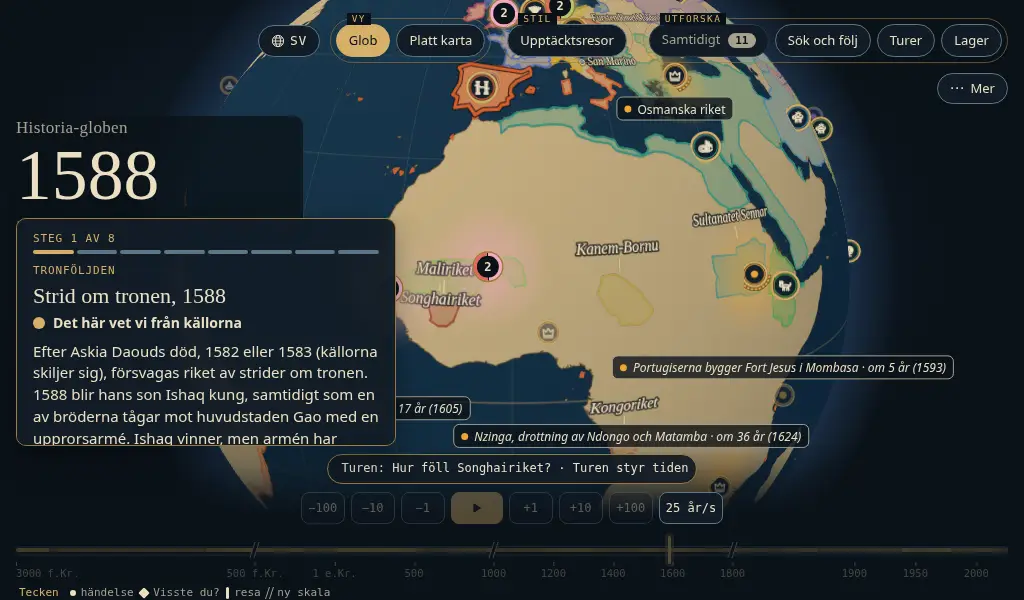 VY
STIL
UTFORSKA
SV
Glob
Platt karta
Upptäcktsresor
Samtidigt 11
Sök och följ
Turer
Lager
··· Mer
2
2
San Marino
Osmanska riket
Historia-globen
1588
STEG 1 AV 8
TRONFÖLJDEN
Strid om tronen, 1588
Det här vet vi från källorna
Efter Askia Daouds död, 1582 eller 1583 (källorna
skiljer sig), försvagas riket av strider om tronen.
1588 blir hans son Ishaq kung, samtidigt som en
av bröderna tågar mot huvudstaden Gao med en
upprorsarmé. Ishaq vinner, men armén har
Sultanatet Sennar
Kanem-Bornu
Maliriket
2
Songhairiket
Portugiserna bygger Fort Jesus i Mombasa · om 5 år (1593)
Kongoriket
17 år (1605)
Nzinga, drottning av Ndongo och Matamba · om 36 år (1624)
Turen: Hur föll Songhairiket? · Turen styr tiden
−100
−10
−1
+1
+10
+100
25 år/s
3000 f.Kr.
500 f.Kr.
1 e.Kr.
500
1000
1200
1400
1600
1800
1900
1950
2000
Tecken
händelse
Visste du?
resa
ny skala